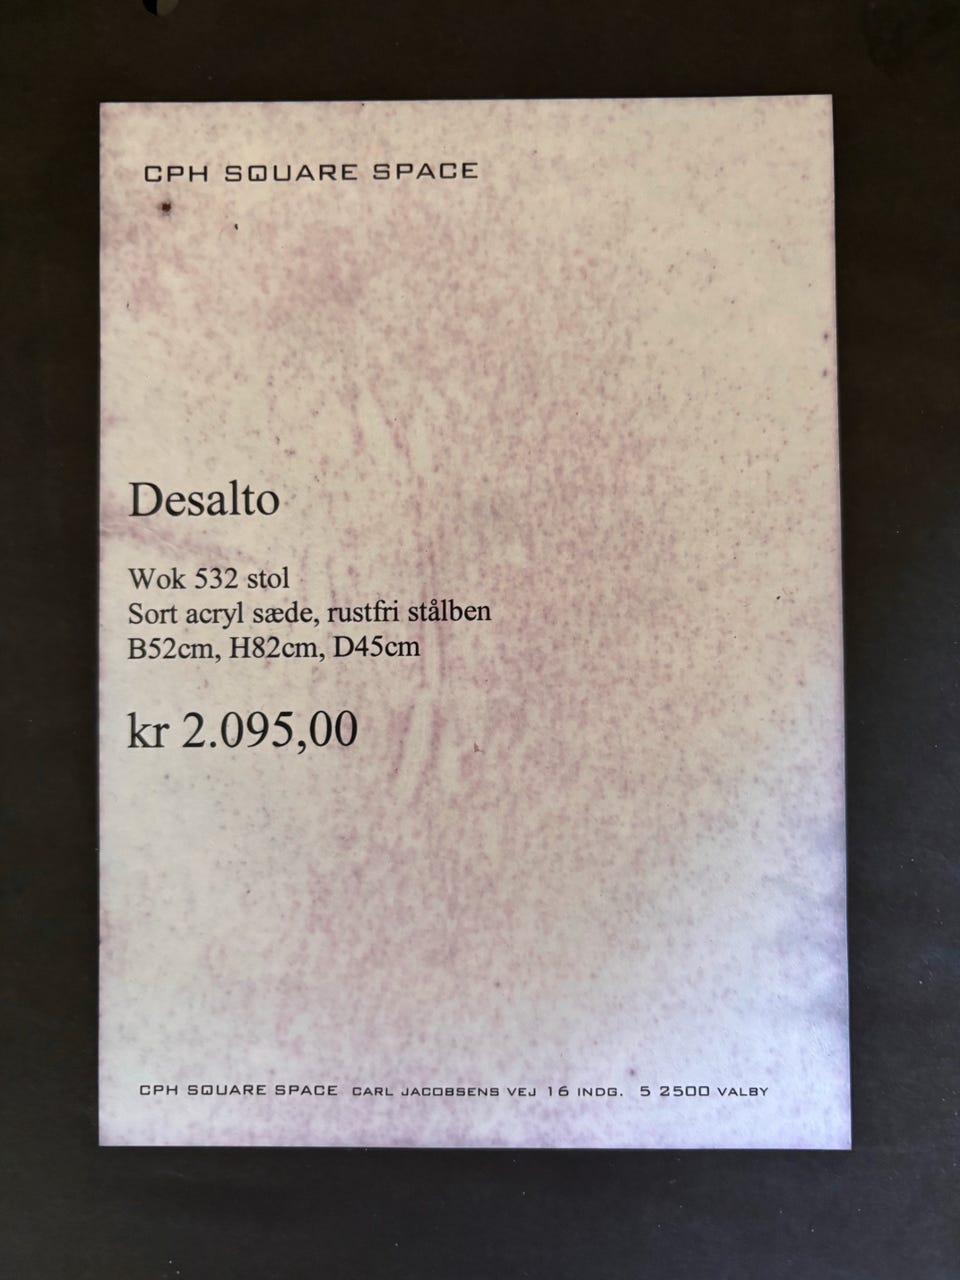 CPH SQUARE SPACE
Desalto
Wok 532 stol
Sort acryl sæde, rustfri stålben
B52cm, H82cm, D45cm
kr 2.095,00
CPH SQUARE SPACE CARL JACOBSENS VEJ 16 INDG. 5 2500 VALBY